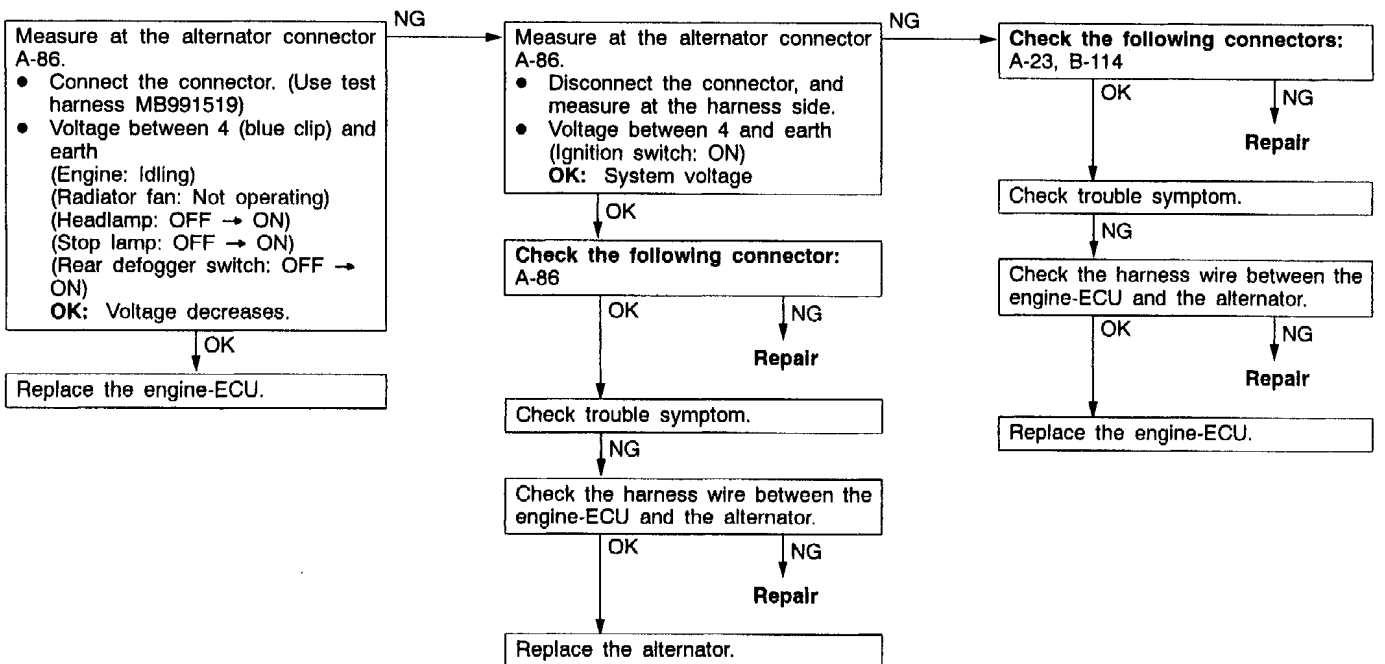 Measure at the alternator connector
A-86.
● Connect the connector. (Use test
harness MB991519)
● Voltage between 4 (blue clip) and
earth
(Engine: Idling)
(Radiator fan: Not operating)
(Headlamp: OFF → ON)
(Stop lamp: OFF → ON)
(Rear defogger switch: OFF →
ON)
OK: Voltage decreases.
OK
Replace the engine-ECU.
NG
Measure at the alternator connector
A-86.
● Disconnect the connector, and
measure at the harness side.
● Voltage between 4 and earth
(Ignition switch: ON)
OK: System voltage
OK
Check the following connector:
A-86
OK
NG
Repair
Check trouble symptom.
NG
Check the harness wire between the
engine-ECU and the alternator.
OK
NG
Repair
Replace the alternator.
NG
Check the following connectors:
A-23, B-114
OK
NG
Repair
Check trouble symptom.
NG
Check the harness wire between the
engine-ECU and the alternator.
OK
NG
Repair
Replace the engine-ECU.